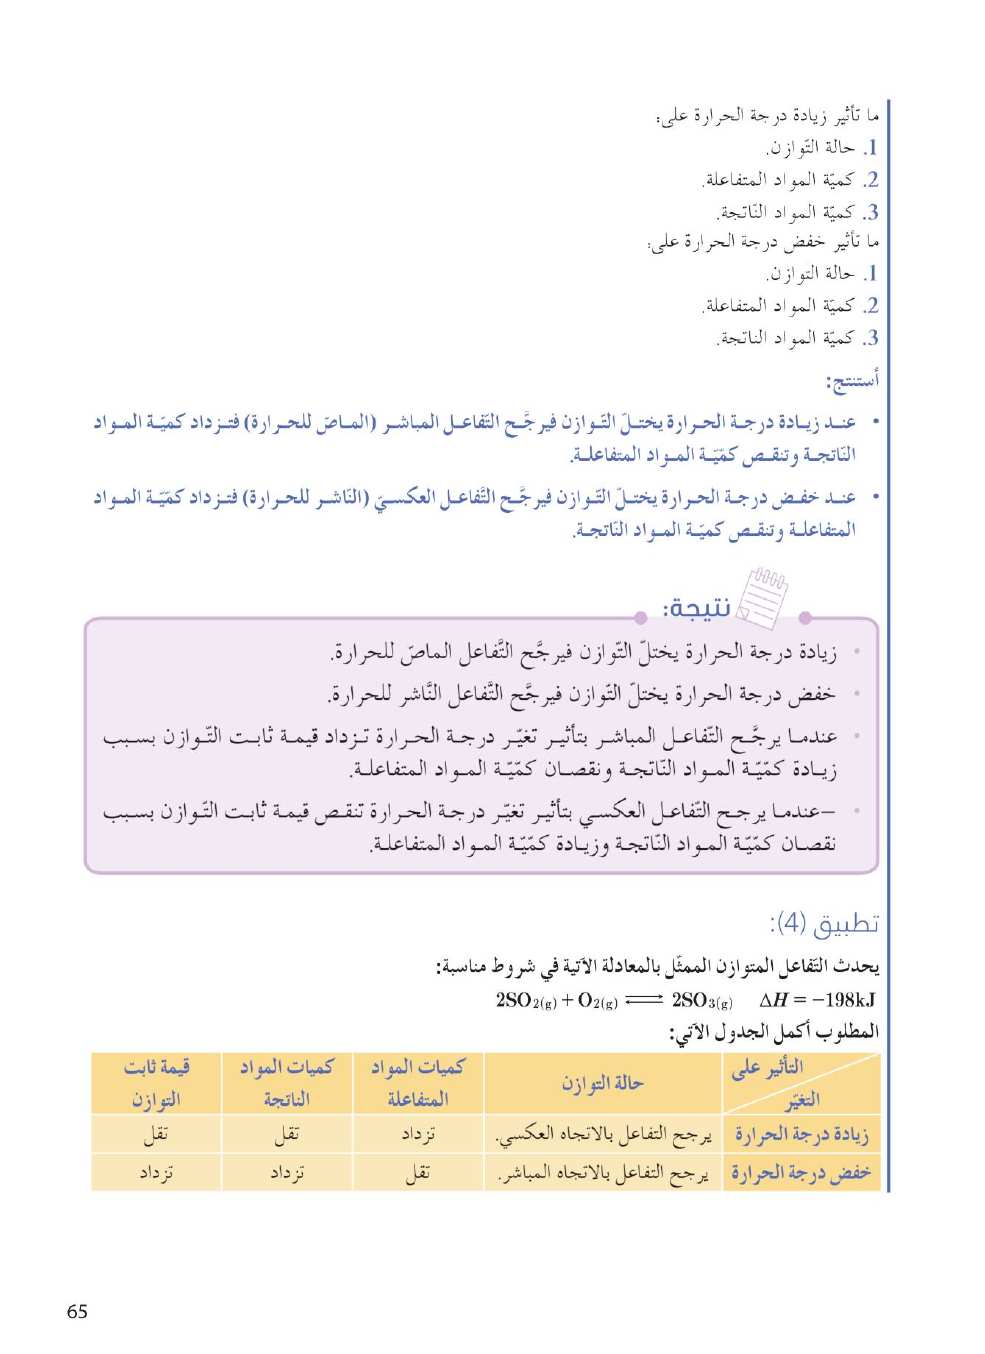 ما تأثير زيادة درجة الحرارة على:
1. حالة التّوازن.
2. كميّة المواد المتفاعلة.
3. كميّة المواد النّاتجة.
ما تأثير خفض درجة الحرارة على:
1. حالة التوازن.
2. كميّة المواد المتفاعلة.
3. كميّة المواد الناتجة.
أستنتج:
• عند زيادة درجة الحرارة يختلّ التّوازن فيرجَّح التّفاعل المباشر (الماصّ للحرارة) فتزداد كميّة المواد
النّاتجة وتنقص كمّيّة المواد المتفاعلة.
• عند خفض درجة الحرارة يختلّ التّوازن فيرجَّح التَّفاعل العكسيّ (النّاشر للحرارة) فتزداد كمّيّة المواد
المتفاعلة وتنقص كميّة المواد النّاتجة.
نتيجة:
• زيادة درجة الحرارة يختلّ التّوازن فيرجَّح التَّفاعل الماصّ للحرارة.
• خفض درجة الحرارة يختلّ التّوازن فيرجَّح التَّفاعل النَّاشر للحرارة.
• عندما يرجَّح التّفاعل المباشر بتأثير تغيّر درجة الحرارة تزداد قيمة ثابت التّوازن بسبب
زيادة كمّيّة المواد النّاتجة ونقصان كمّيّة المواد المتفاعلة.
• –عندما يرجح التّفاعل العكسي بتأثير تغيّر درجة الحرارة تنقص قيمة ثابت التّوازن بسبب
نقصان كمّيّة المواد النّاتجة وزيادة كمّيّة المواد المتفاعلة.
تطبيق (4):
يحدث التّفاعل المتوازن الممثّل بالمعادلة الآتية في شروط مناسبة:
2SO2(g) + O2(g) ⇌ 2SO3(g) ΔH = −198kJ
المطلوب أكمل الجدول الآتي:
التأثير على حالة التوازن كميات المواد كميات المواد قيمة ثابت
التغيّر المتفاعلة الناتجة التوازن
زيادة درجة الحرارة يرجح التفاعل بالاتجاه العكسي. تزداد تقل تقل
خفض درجة الحرارة يرجح التفاعل بالاتجاه المباشر. تقل تزداد تزداد
65